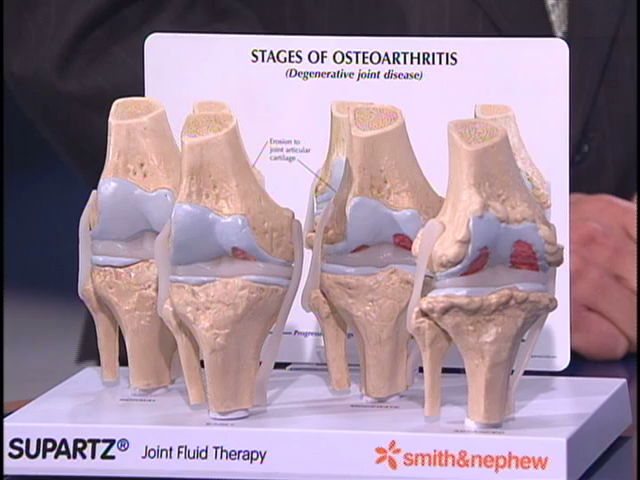 STAGES OF OSTEOARTHRITIS
(Degenerative joint disease)
Erosion to
joint articular
cartilage
SUPARTZ® Joint Fluid Therapy
smith&nephew